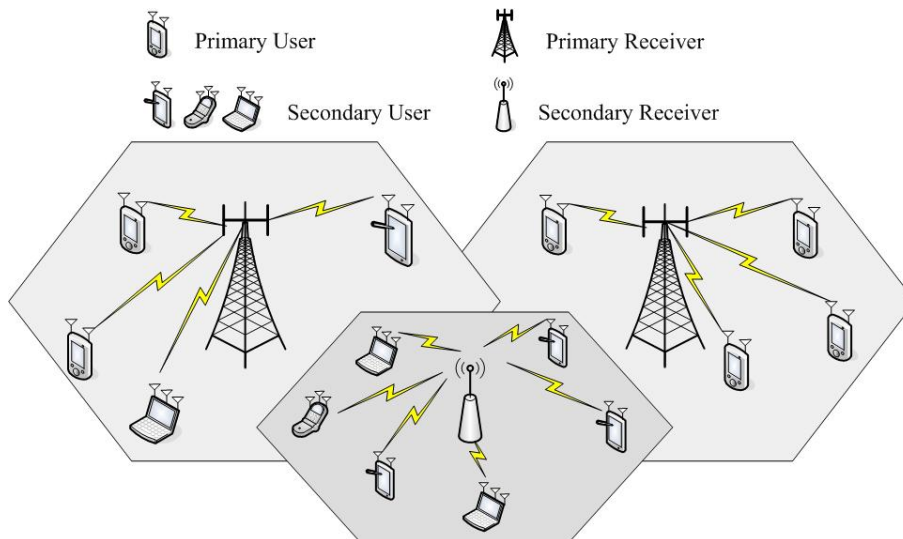 Primary User
Primary Receiver
Secondary User
Secondary Receiver